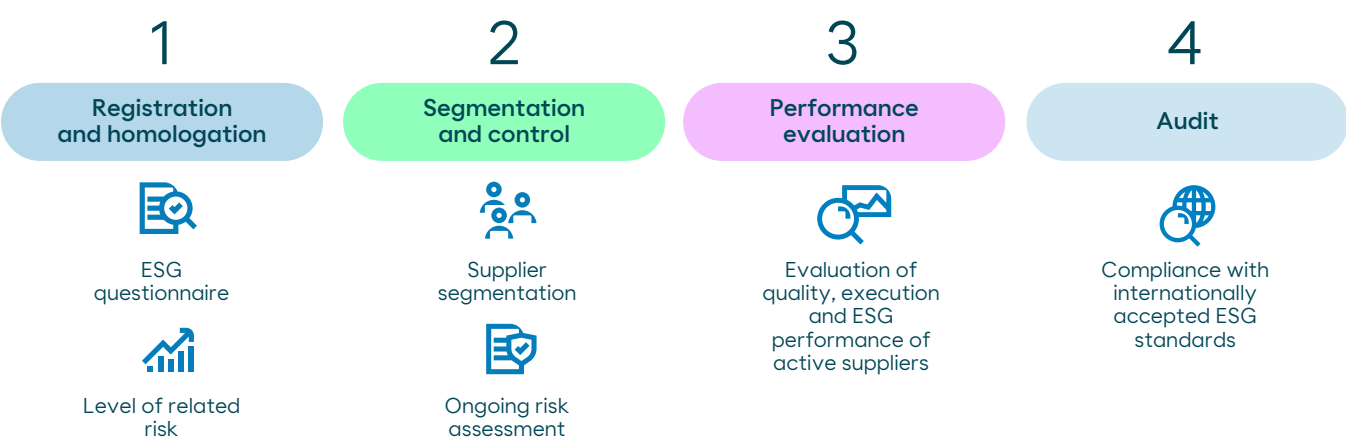 1
Registration
and homologation
ESG
questionnaire
Level of related
risk
2
Segmentation
and control
Supplier
segmentation
Ongoing risk
assessment
3
Performance
evaluation
Evaluation of
quality, execution
and ESG
performance of
active suppliers
4
Audit
Compliance with
internationally
accepted ESG
standards